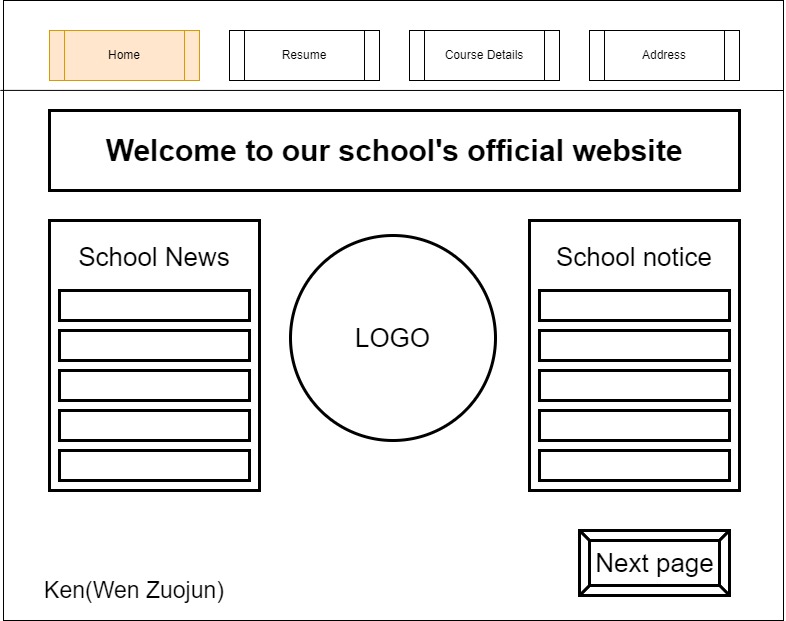 Home
Resume
Course Details
Address
Welcome to our school's official website
School News
LOGO
School notice
Next page
Ken(Wen Zuojun)